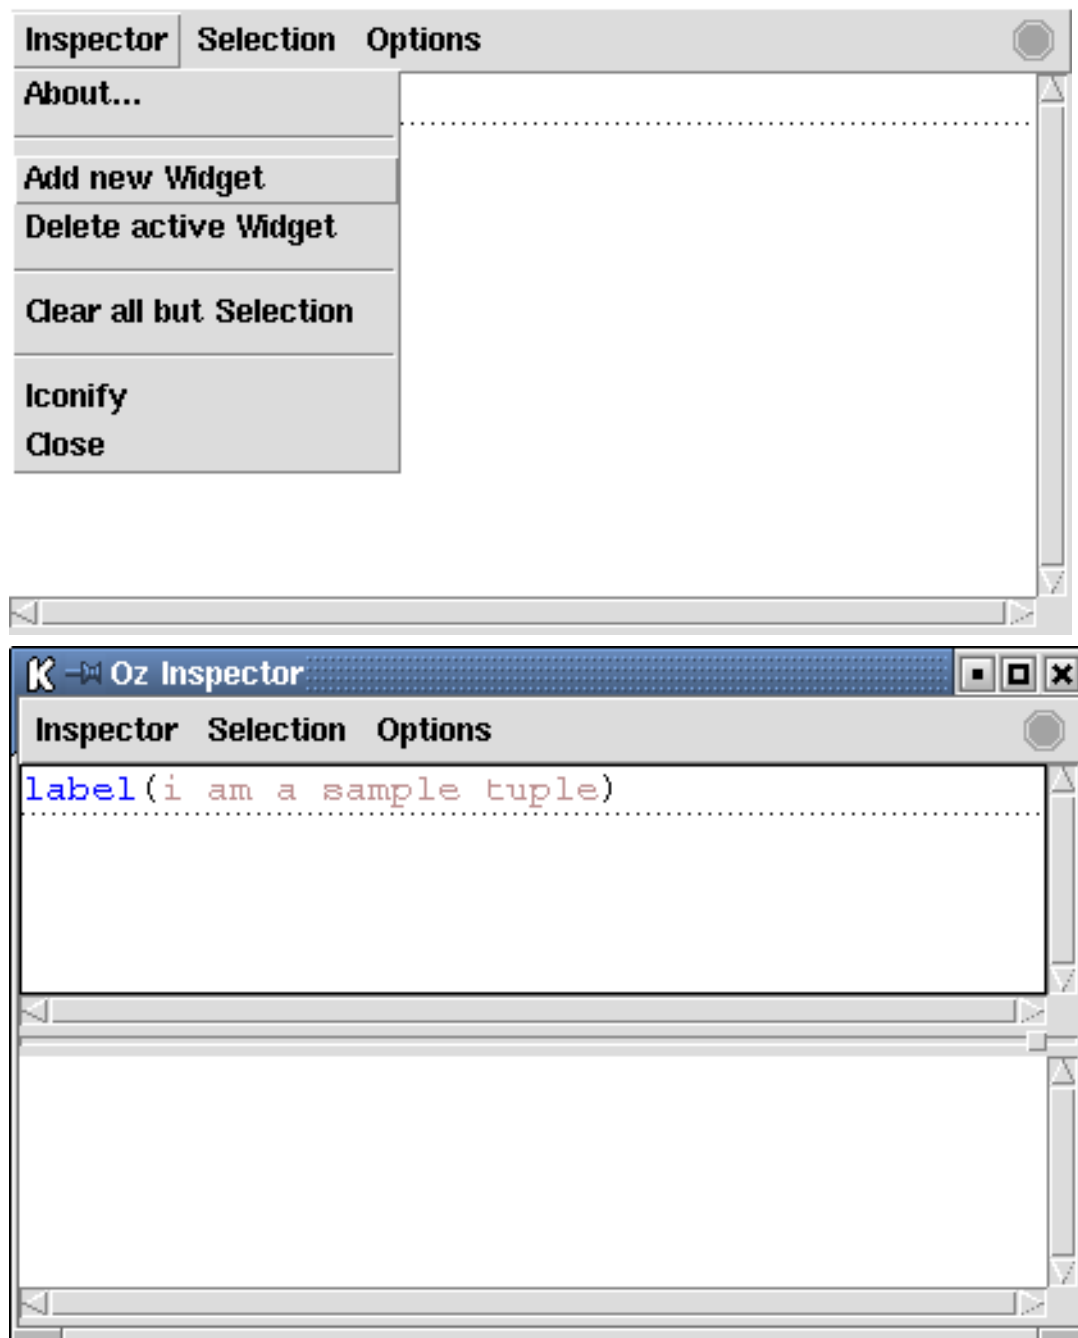 Inspector Selection Options
About...
Add new Widget
Delete active Widget
Clear all but Selection
Iconify
Close
K Oz Inspector
Inspector Selection Options
label(i am a sample tuple)